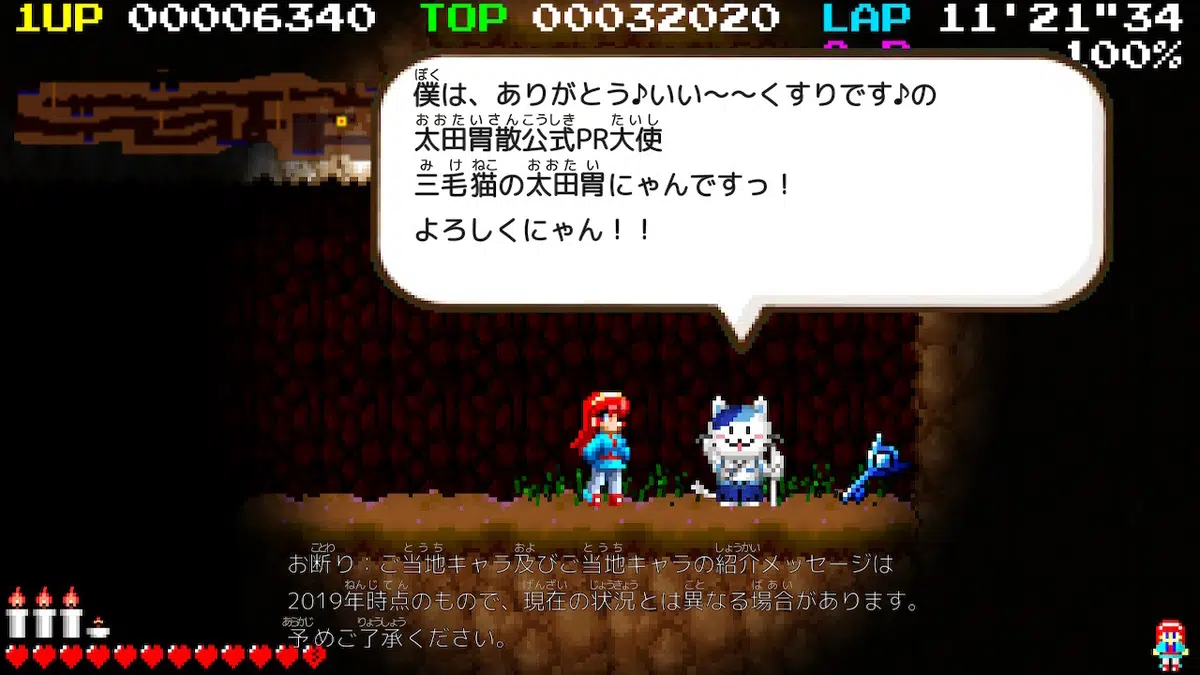 1UP 00006340 TOP 00032020 LAP 11'21"34
100%
僕は、ありがとう♪いい～～くすりです♪の
太田胃散公式PR大使
三毛猫の太田胃にゃんですっ！
よろしくにゃん！！
お断り：ご当地キャラ及びご当地キャラの紹介メッセージは
2019年時点のもので、現在の状況とは異なる場合があります。
予めご了承ください。